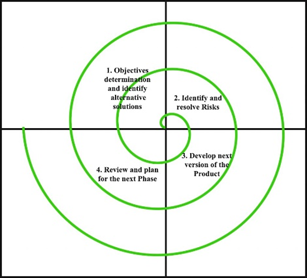 1. Objectives
determination
and identify
alternative
solutions
2. Identify and
resolve Risks
3. Develop next
version of the
Product
4. Review and plan
for the next Phase